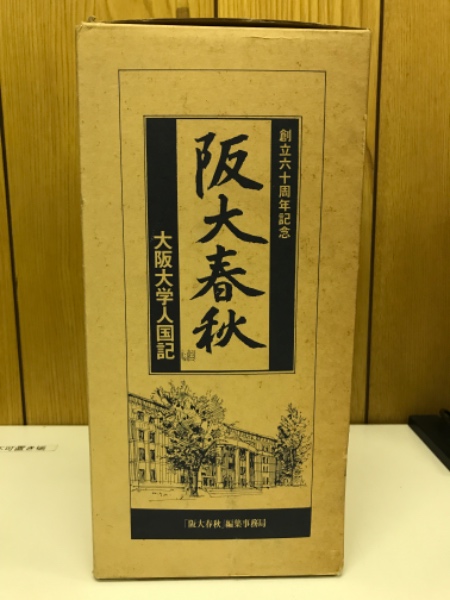 創立六十周年記念
阪大春秋
大阪大学人国記
「阪大春秋」編集事務局